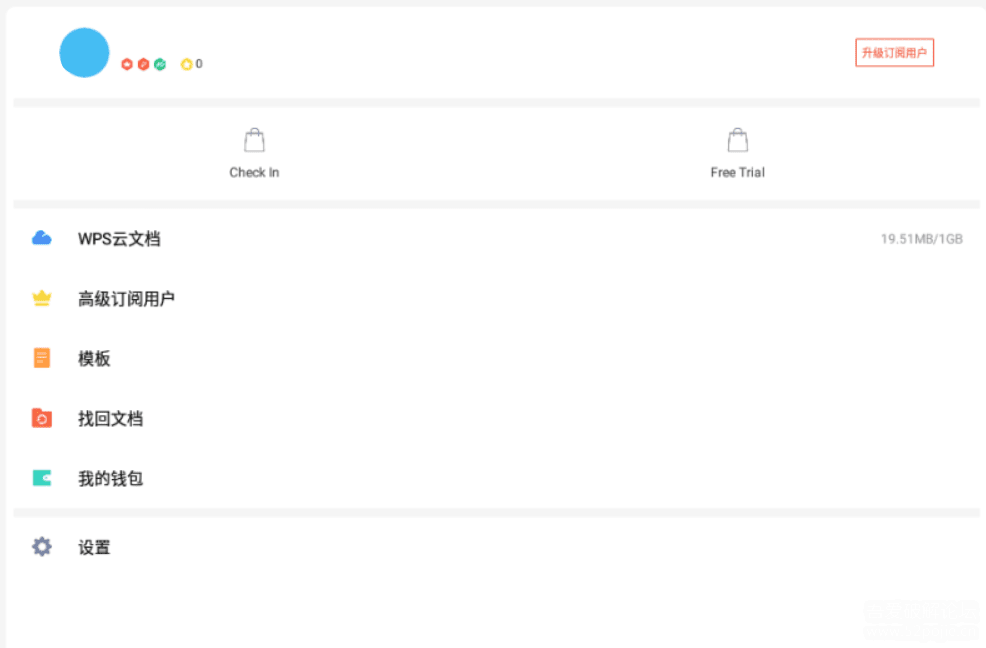 0
升级订阅用户
Check In
Free Trial
WPS云文档
19.51MB/1GB
高级订阅用户
模板
找回文档
我的钱包
设置